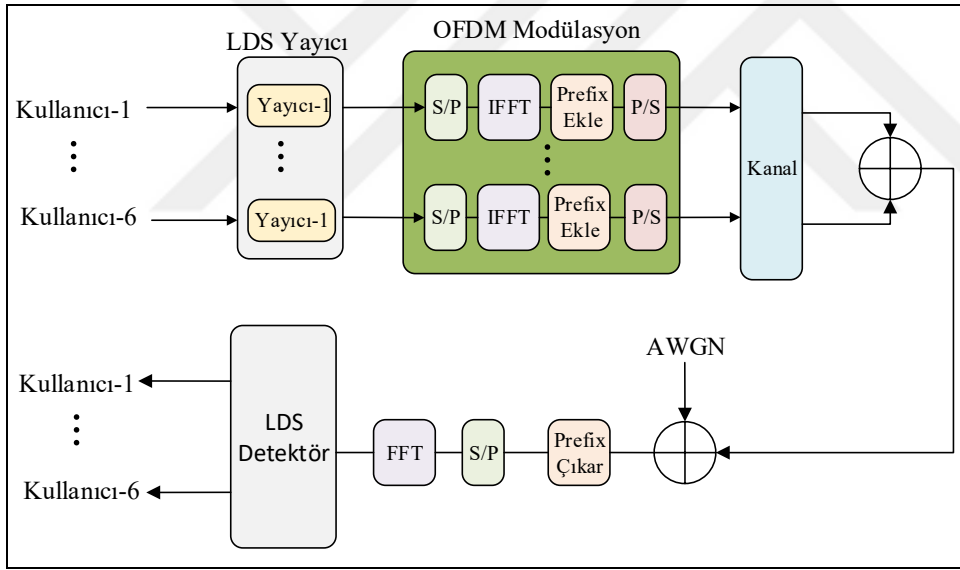 OFDM Modülasyon
LDS Yayıcı
Kullanıcı-1
Yayıcı-1
S/P
IFFT
Prefix
Ekle
P/S
Kanal
Kullanıcı-6
Yayıcı-1
S/P
IFFT
Prefix
Ekle
P/S
AWGN
Kullanıcı-1
LDS
Detektör
FFT
S/P
Prefix
Çıkar
Kullanıcı-6